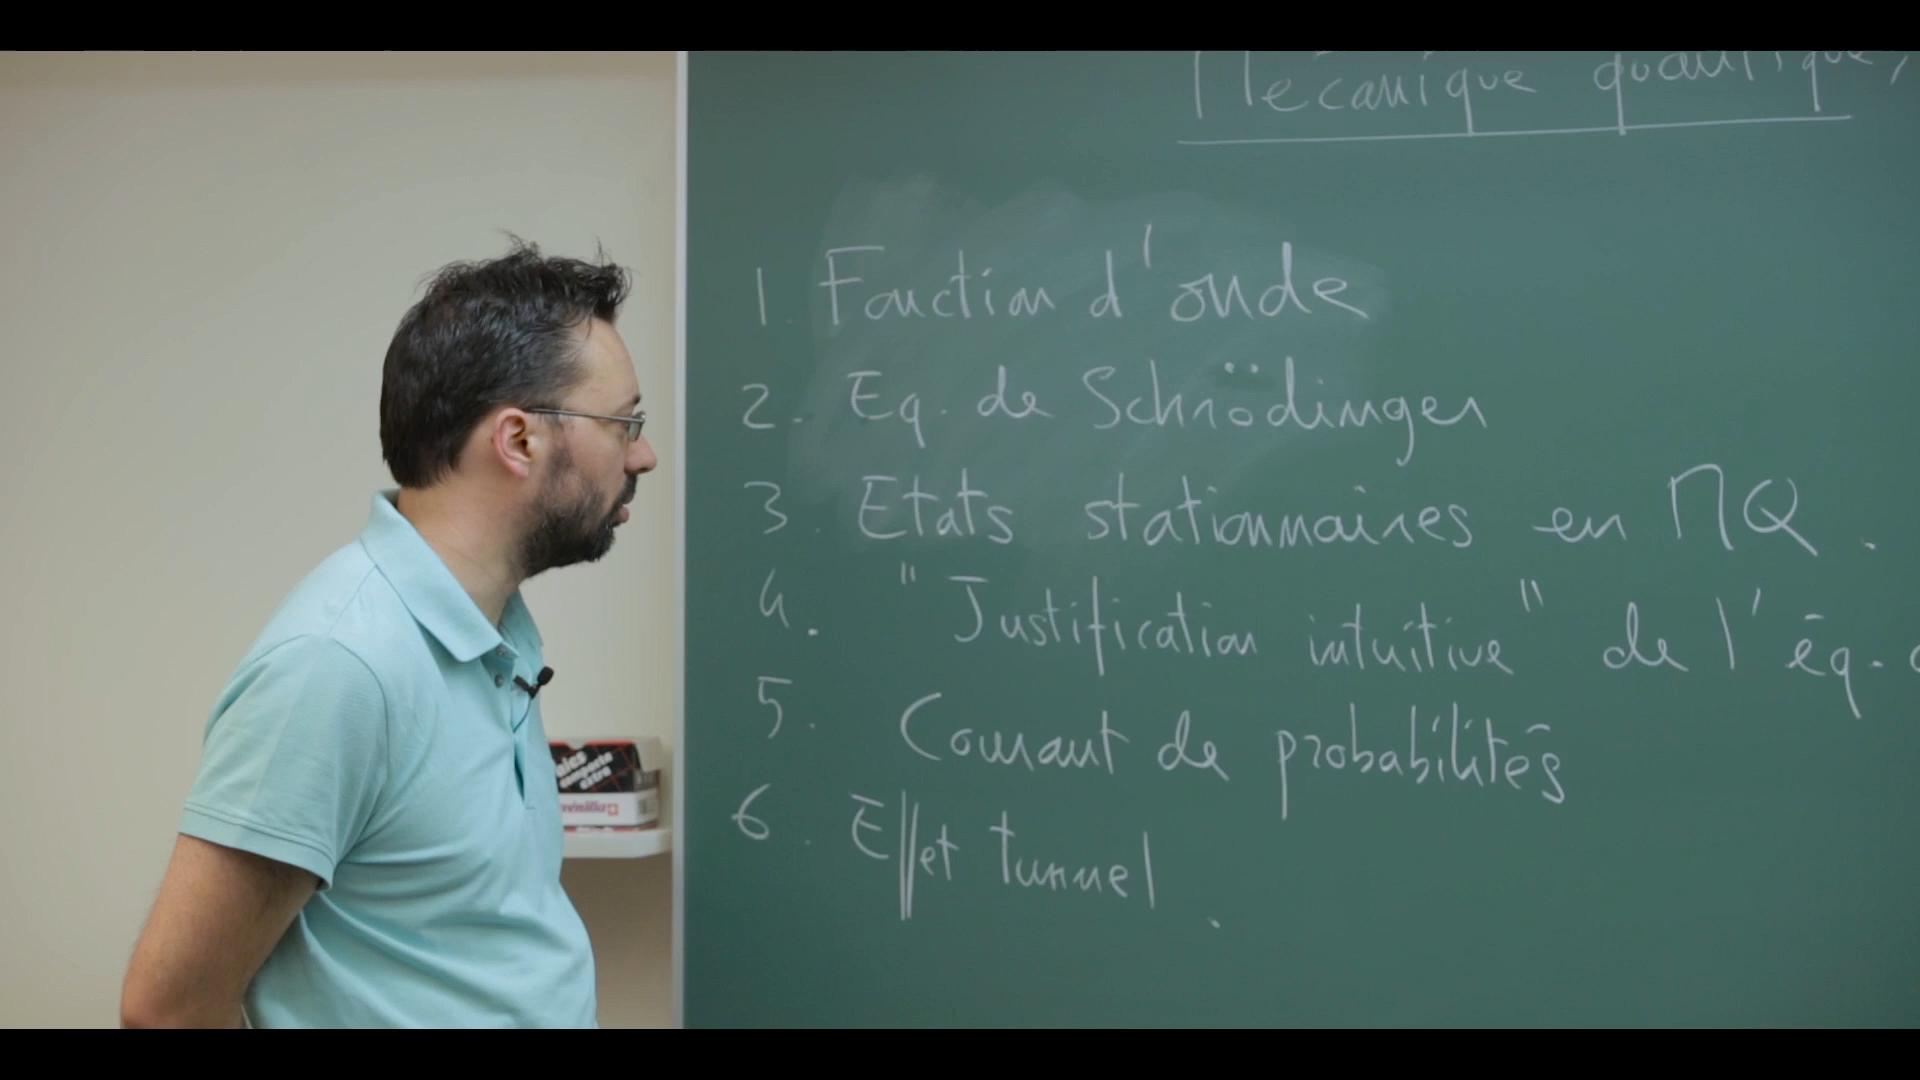 Mécanique quantique,
1. Fonction d'onde
2. Eq. de Schrödinger
3. Etats stationnaires en MQ.
4. "Justification intuitive" de l'éq.
5. Courant de probabilités
6. Effet tunnel.